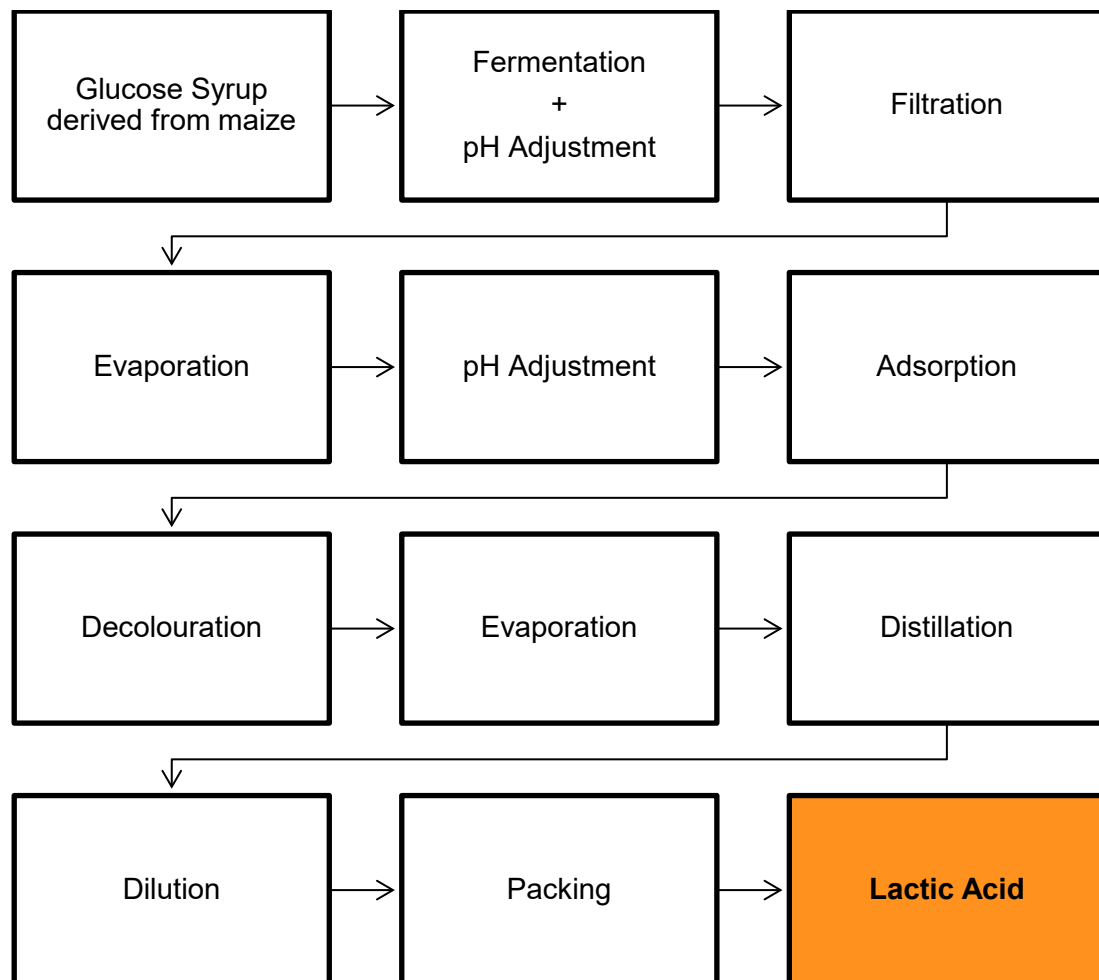 Glucose Syrup
derived from maize
Fermentation
+
pH Adjustment
Filtration
Evaporation
pH Adjustment
Adsorption
Decolouration
Evaporation
Distillation
Dilution
Packing
Lactic Acid